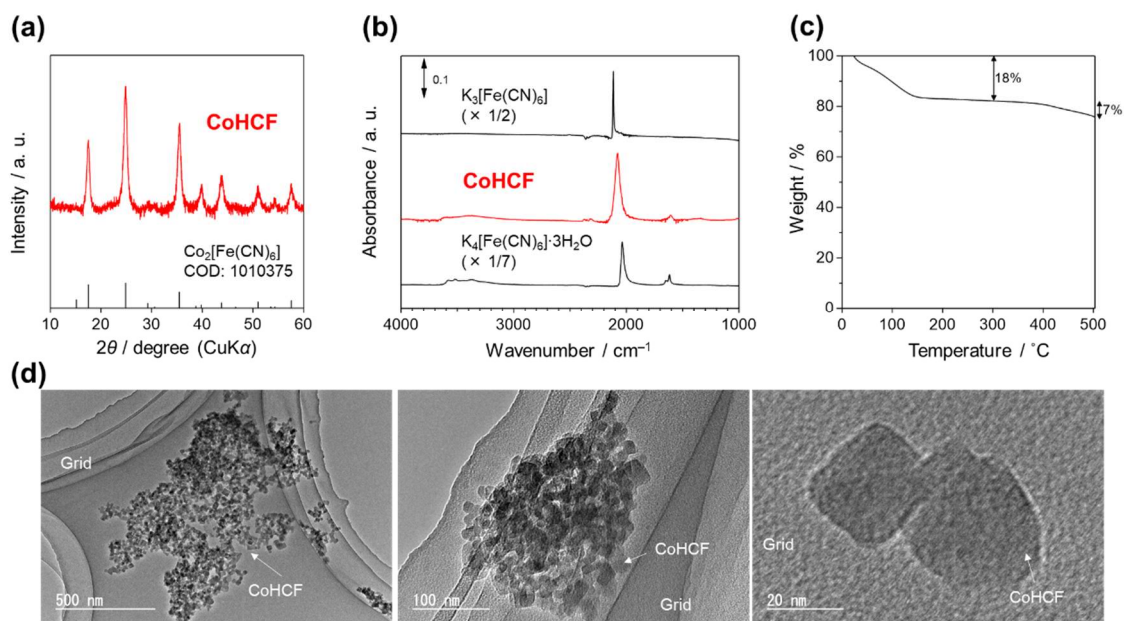 (a)
Intensity / a. u.
CoHCF
Co₂[Fe(CN)₆]
COD: 1010375
10 20 30 40 50 60
2θ / degree (CuKα)
(b)
Absorbance / a. u.
0.1
K₃[Fe(CN)₆]
(× 1/2)
CoHCF
K₄[Fe(CN)₆]·3H₂O
(× 1/7)
4000 3000 2000 1000
Wavenumber / cm⁻¹
(c)
Weight / %
100
80
60
40
20
0
18%
7%
0 100 200 300 400 500
Temperature / ˚C
(d)
Grid
CoHCF
500 nm
CoHCF
100 nm
Grid
Grid
20 nm
CoHCF